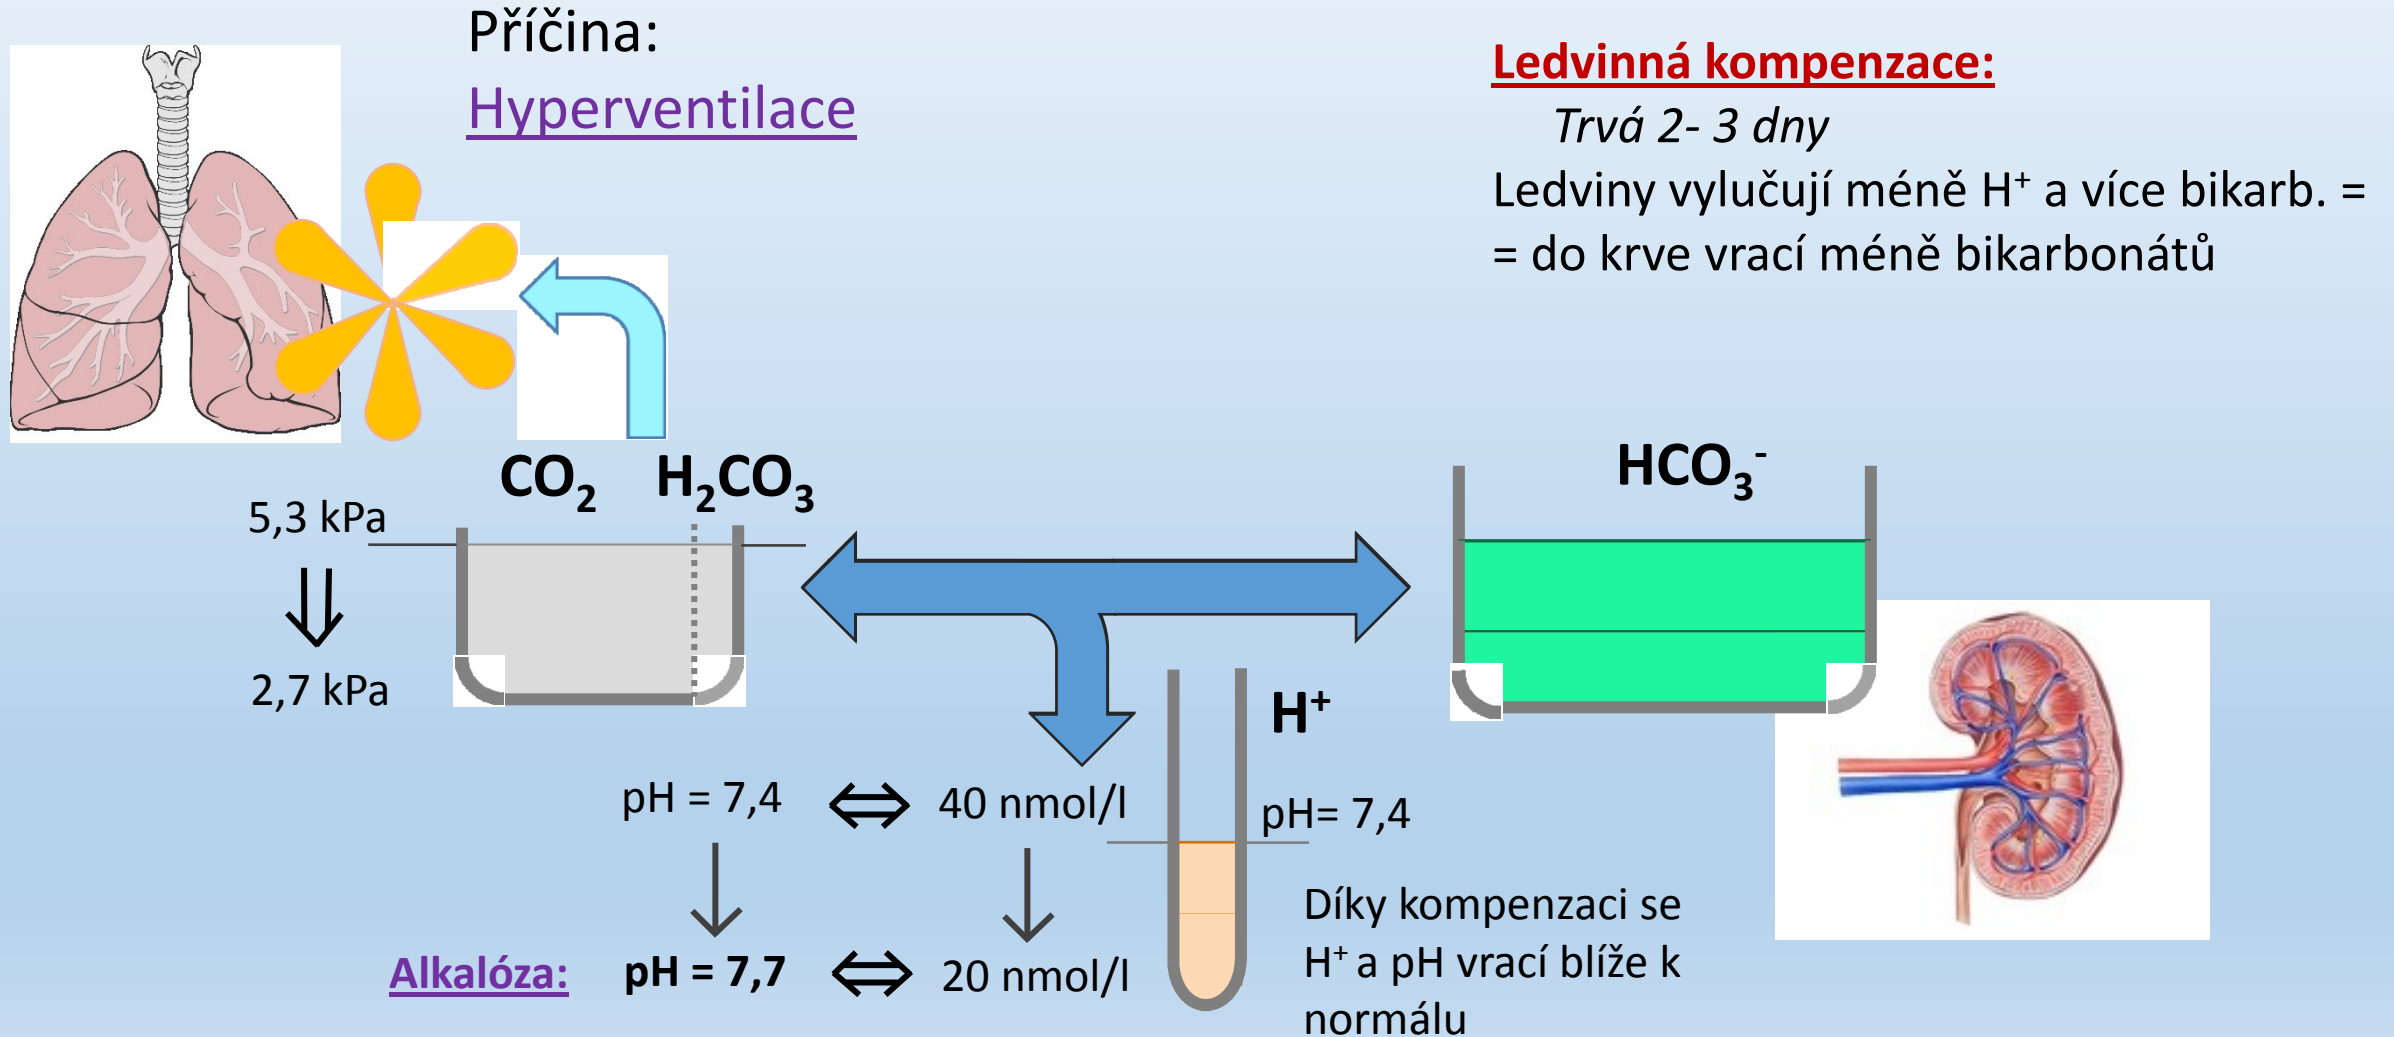 Příčina:
Hyperventilace
Ledvinná kompenzace:
Trvá 2- 3 dny
Ledviny vylučují méně H⁺ a více bikarb. =
= do krve vrací méně bikarbonátů
CO₂ H₂CO₃
HCO₃⁻
5,3 kPa
2,7 kPa
H⁺
pH = 7,4 ⇔ 40 nmol/l
pH= 7,4
Alkalóza: pH = 7,7 ⇔ 20 nmol/l
Díky kompenzaci se
H⁺ a pH vrací blíže k
normálu